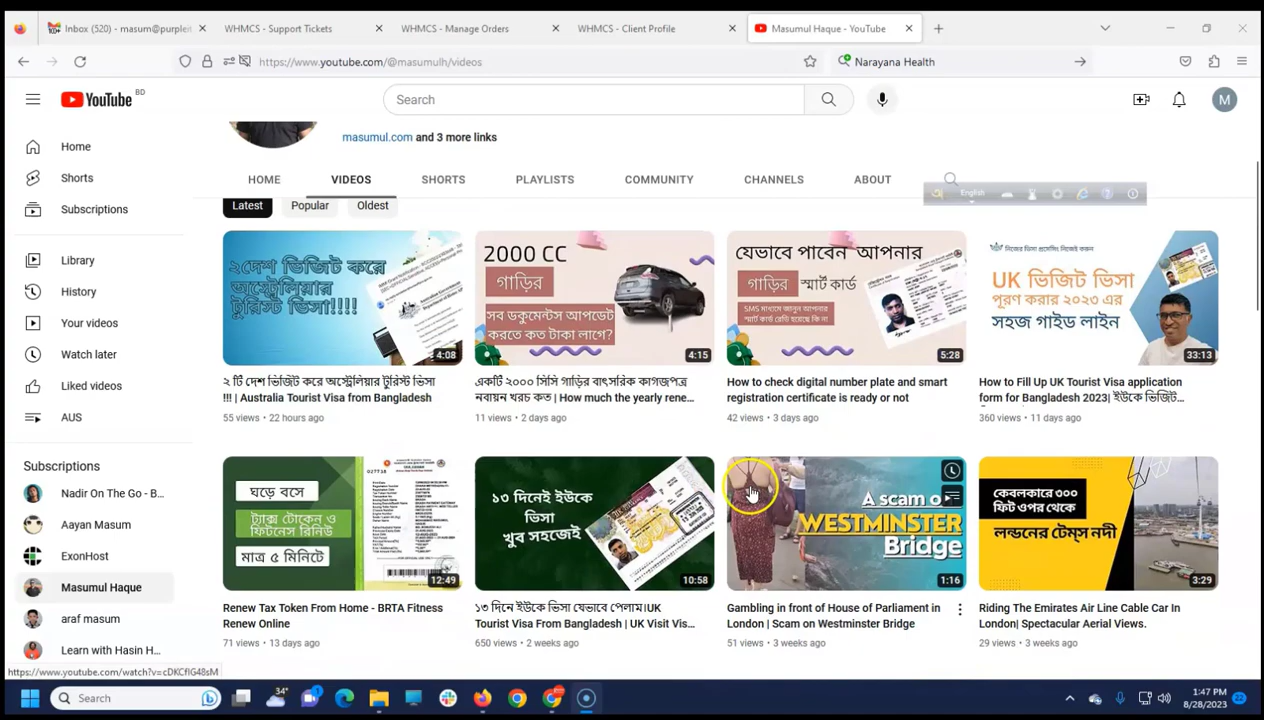 Inbox (520) - masum@purpleit
WHMCS - Support Tickets
WHMCS - Manage Orders
WHMCS - Client Profile
Masumul Haque - YouTube
https://www.youtube.com/@masumulh/videos
Narayana Health
YouTube BD
Search
M
masumul.com and 3 more links
HOME
VIDEOS
SHORTS
PLAYLISTS
COMMUNITY
CHANNELS
ABOUT
English
Latest
Popular
Oldest
Home
Shorts
Subscriptions
Library
History
Your videos
Watch later
Liked videos
AUS
Subscriptions
Nadir On The Go - B...
Aayan Masum
ExonHost
Masumul Haque
araf masum
Learn with Hasin H...
২দেশ ভিজিট করে
অস্ট্রেলিয়ার
টুরিস্ট ভিসা!!!!
4:08
২ টি দেশ ভিজিট করে অস্ট্রেলিয়ার টুরিস্ট ভিসা
!!! | Australia Tourist Visa from Bangladesh
55 views • 22 hours ago
2000 CC
গাড়ির
সব ডকুমেন্টস আপডেট
করতে কত টাকা লাগে?
4:15
একটি ২০০০ সিসি গাড়ির বাৎসরিক কাগজপত্র
নবায়ন খরচ কত | How much the yearly rene...
11 views • 2 days ago
যেভাবে পাবেন আপনার
গাড়ির স্মার্ট কার্ড
SMS মাধ্যমে জানুন আপনার
স্মার্ট কার্ড রেডি হয়েছে কি না
5:28
How to check digital number plate and smart
registration certificate is ready or not
42 views • 3 days ago
নিজের ভিসা প্রসেসিং নিজেই করুন
UK ভিজিট ভিসা
পূরণ করার ২০২৩ এর
সহজ গাইড লাইন
33:13
How to Fill Up UK Tourist Visa application
form for Bangladesh 2023| ইউকে ভিজিট...
360 views • 11 days ago
ঘড়ে বসে
ট্যাক্স টোকেন ও
ফিটনেস রিনিউ
মাত্র ৫ মিনিটে
12:49
Renew Tax Token From Home - BRTA Fitness
Renew Online
71 views • 13 days ago
১৩ দিনেই ইউকে
ভিসা
খুব সহজেই
10:58
১৩ দিনে ইউকে ভিসা যেভাবে পেলাম।UK
Tourist Visa From Bangladesh | UK Visit Vis...
650 views • 2 weeks ago
A scam o
WESTMINSTER
Bridge
1:16
Gambling in front of House of Parliament in
London | Scam on Westminster Bridge
51 views • 3 weeks ago
কেবলকারে ৩০০
ফিট ওপর থেকে
লন্ডনের টেমস নদী
3:29
Riding The Emirates Air Line Cable Car In
London| Spectacular Aerial Views.
29 views • 3 weeks ago
https://www.youtube.com/watch?v=cDKCfIG48sM
Search
34°
1:47 PM
8/28/2023
22